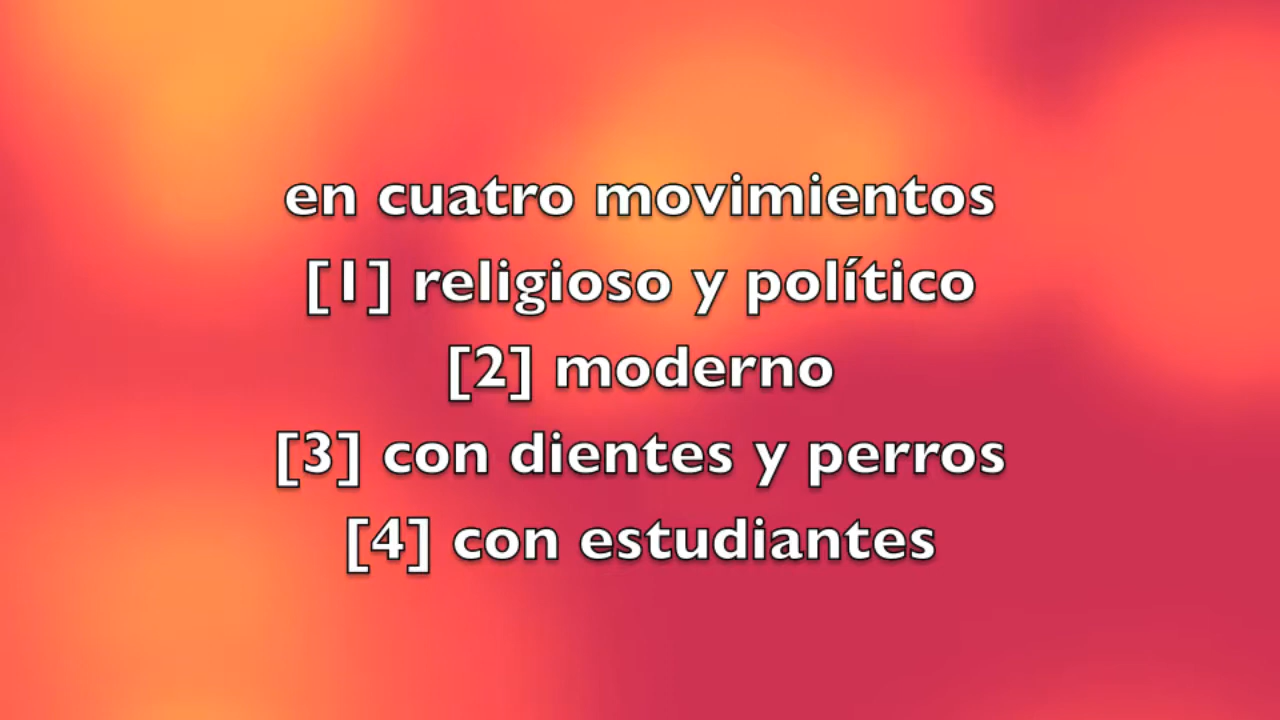 en cuatro movimientos
[1] religioso y político
[2] moderno
[3] con dientes y perros
[4] con estudiantes